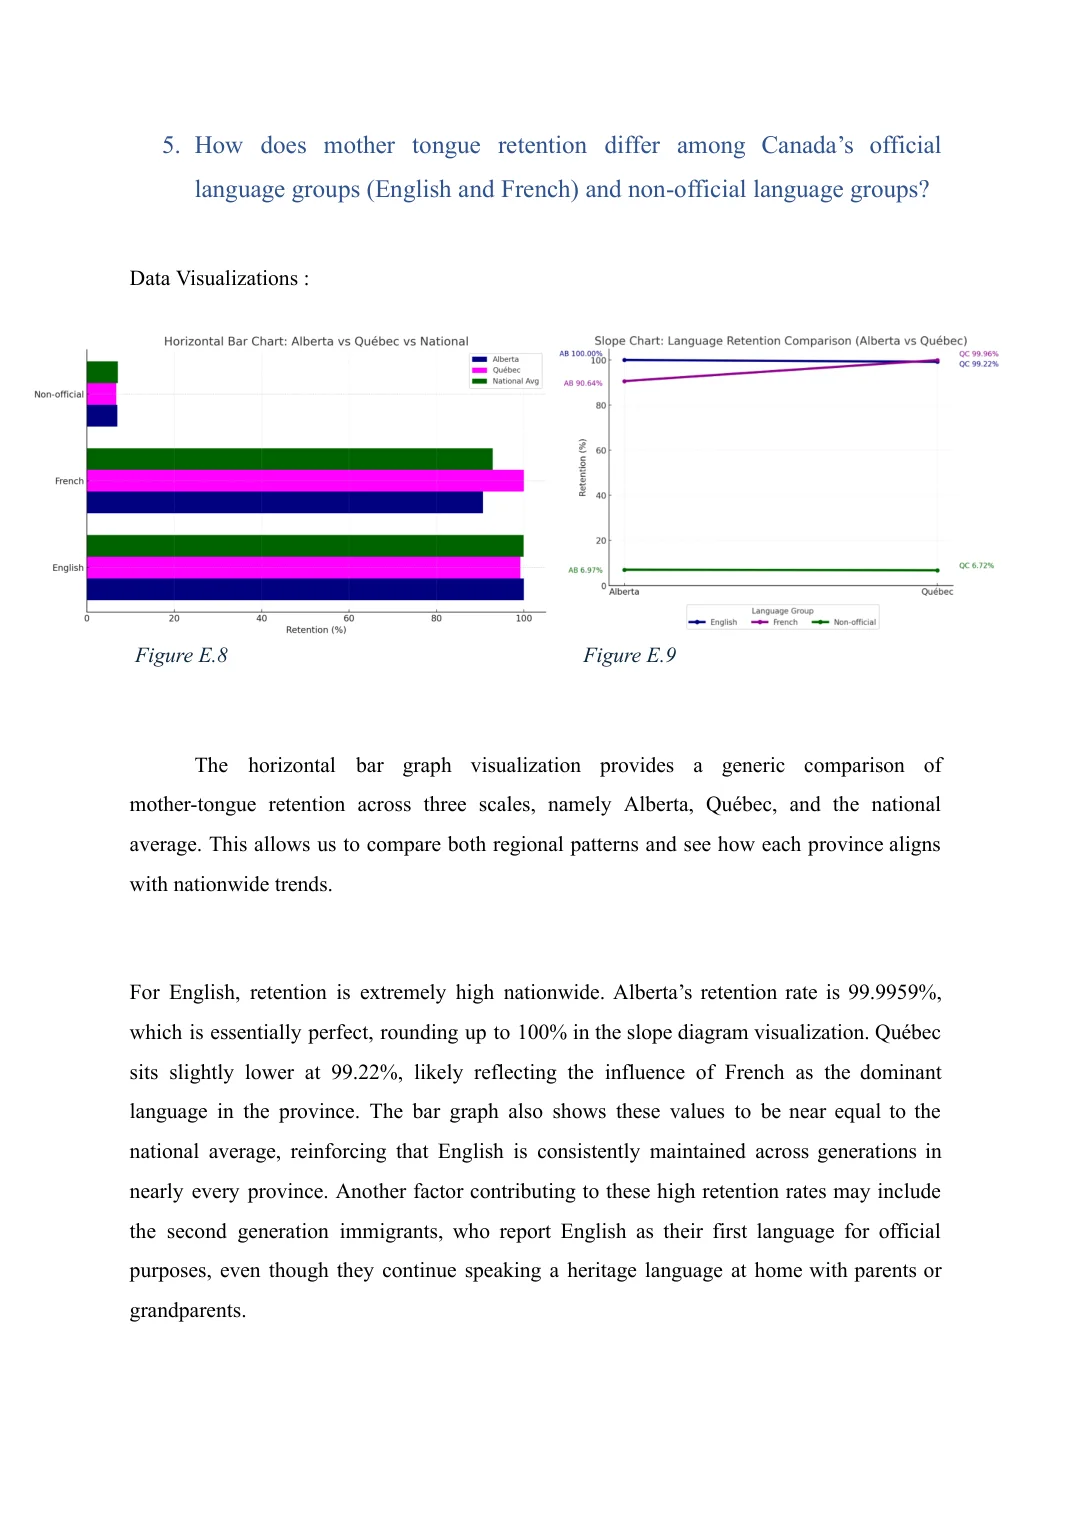 5. How does mother tongue retention differ among Canada’s official
language groups (English and French) and non-official language groups?
Data Visualizations :
Horizontal Bar Chart: Alberta vs Québec vs National
Alberta
Québec
National Avg
Non-official
French
English
0 20 40 60 80 100
Retention (%)
Figure E.8
Slope Chart: Language Retention Comparison (Alberta vs Québec)
AB 100.00%
QC 99.96%
QC 99.22%
AB 90.64%
100
80
60
40
20
0
Retention (%)
AB 6.97%
QC 6.72%
Alberta Québec
Language Group
English French Non-official
Figure E.9
The horizontal bar graph visualization provides a generic comparison of
mother-tongue retention across three scales, namely Alberta, Québec, and the national
average. This allows us to compare both regional patterns and see how each province aligns
with nationwide trends.
For English, retention is extremely high nationwide. Alberta’s retention rate is 99.9959%,
which is essentially perfect, rounding up to 100% in the slope diagram visualization. Québec
sits slightly lower at 99.22%, likely reflecting the influence of French as the dominant
language in the province. The bar graph also shows these values to be near equal to the
national average, reinforcing that English is consistently maintained across generations in
nearly every province. Another factor contributing to these high retention rates may include
the second generation immigrants, who report English as their first language for official
purposes, even though they continue speaking a heritage language at home with parents or
grandparents.